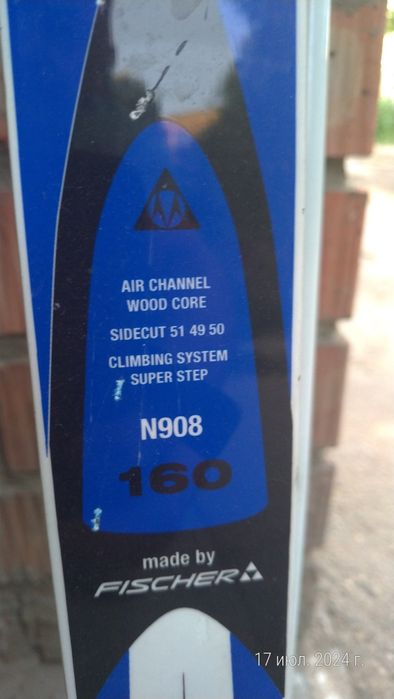 AIR CHANNEL
WOOD CORE
SIDECUT 51 49 50
CLIMBING SYSTEM
SUPER STEP
N908
160
made by
FISCHER
17 июл. 2024 г.